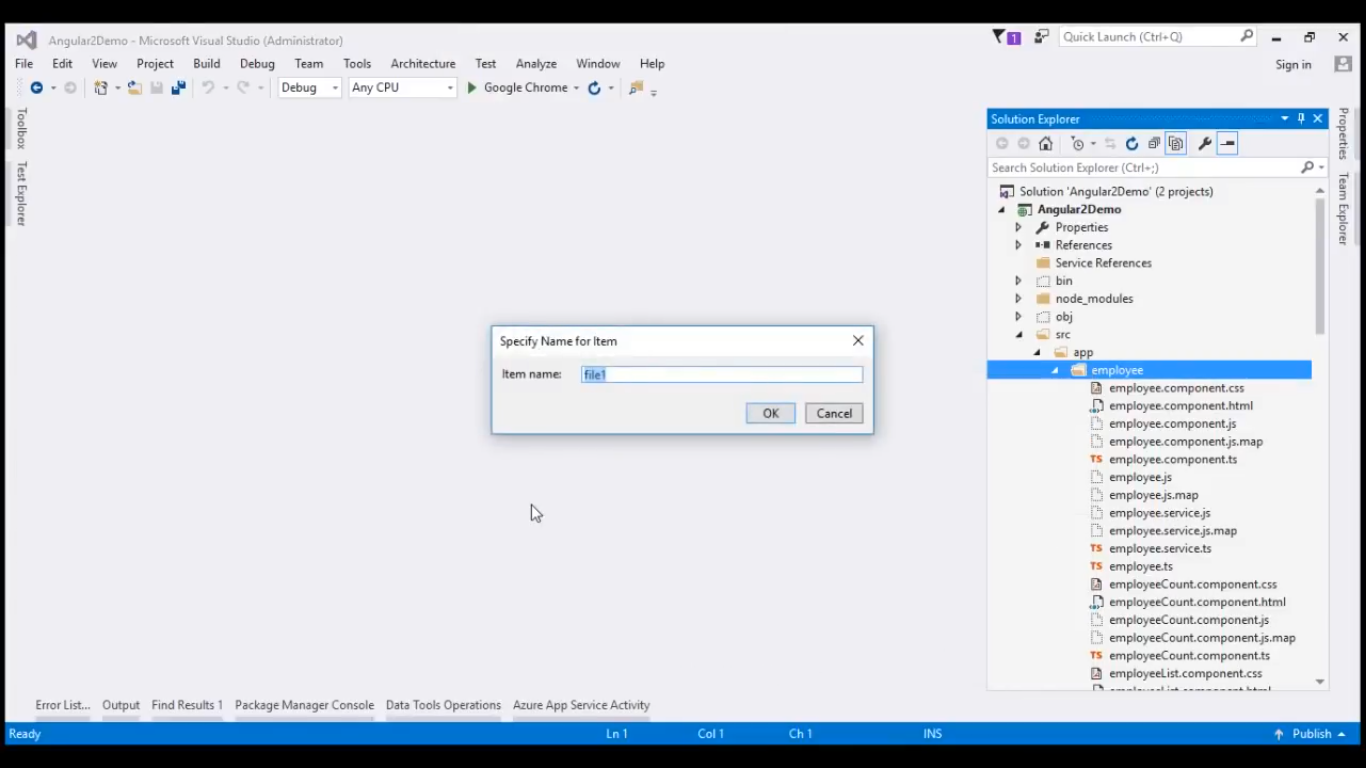 Angular2Demo - Microsoft Visual Studio (Administrator)
1
Quick Launch (Ctrl+Q)
File Edit View Project Build Debug Team Tools Architecture Test Analyze Window Help
Sign in
Debug Any CPU Google Chrome
Toolbox
Test Explorer
Solution Explorer
Search Solution Explorer (Ctrl+;)
Solution 'Angular2Demo' (2 projects)
Angular2Demo
Properties
References
Service References
bin
node_modules
obj
src
app
employee
employee.component.css
employee.component.html
employee.component.js
employee.component.js.map
TS employee.component.ts
employee.js
employee.js.map
employee.service.js
employee.service.js.map
TS employee.service.ts
TS employee.ts
employeeCount.component.css
employeeCount.component.html
employeeCount.component.js
employeeCount.component.js.map
TS employeeCount.component.ts
employeeList.component.css
employeeList.component.html
Properties
Team Explorer
Specify Name for Item
Item name: file1
OK Cancel
Error List... Output Find Results 1 Package Manager Console Data Tools Operations Azure App Service Activity
Ready Ln 1 Col 1 Ch 1 INS Publish